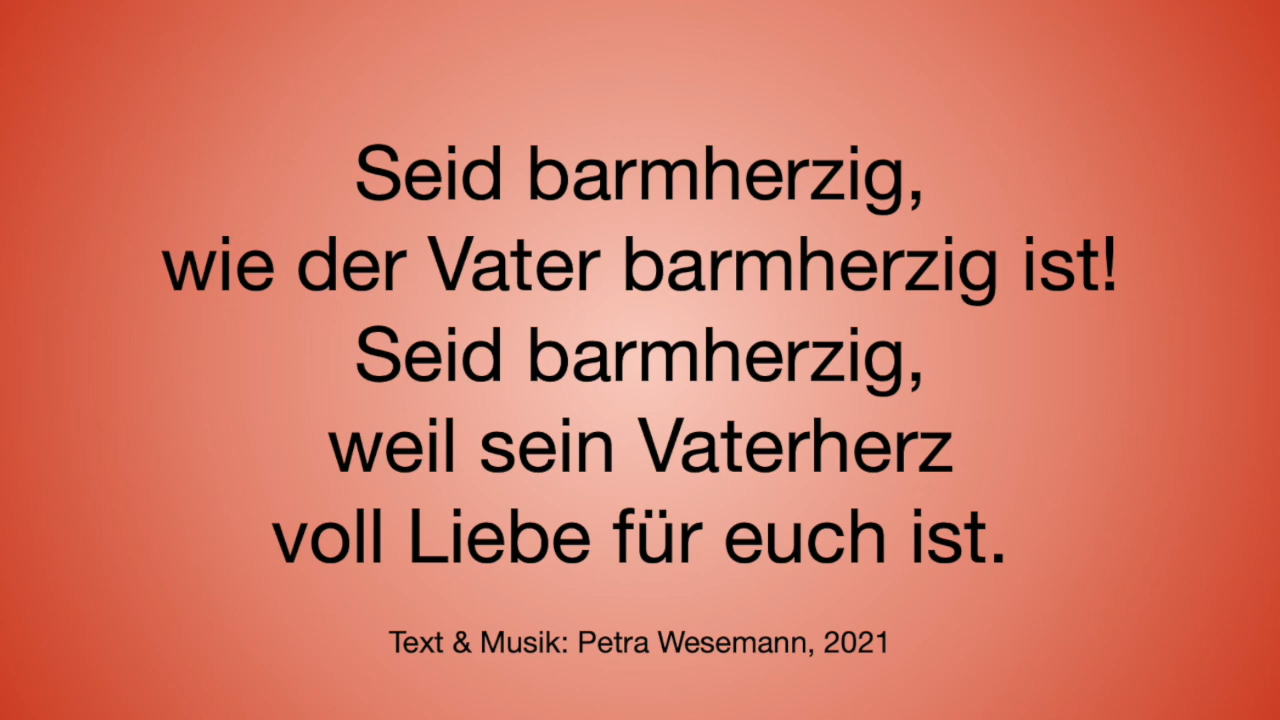 Seid barmherzig,
wie der Vater barmherzig ist!
Seid barmherzig,
weil sein Vaterherz
voll Liebe für euch ist.
Text & Musik: Petra Wesemann, 2021